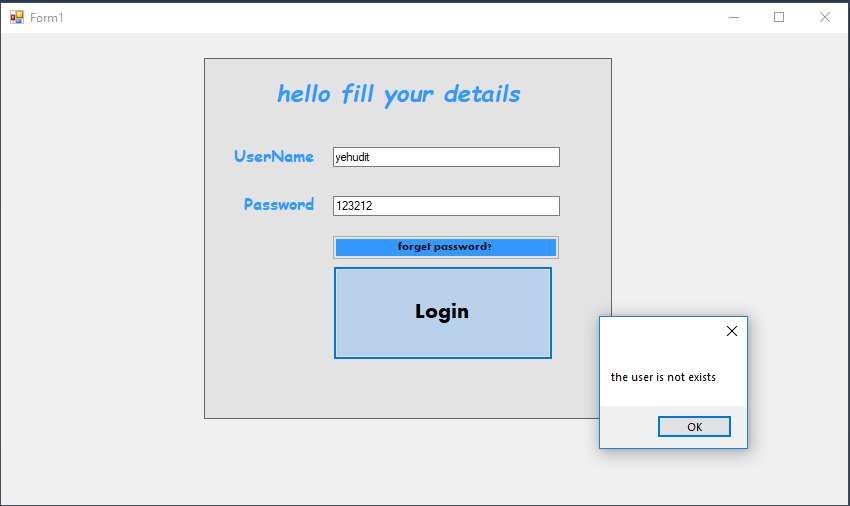 Form1
hello fill your details
UserName
yehudit
Password
123212
forget password?
Login
the user is not exists
OK